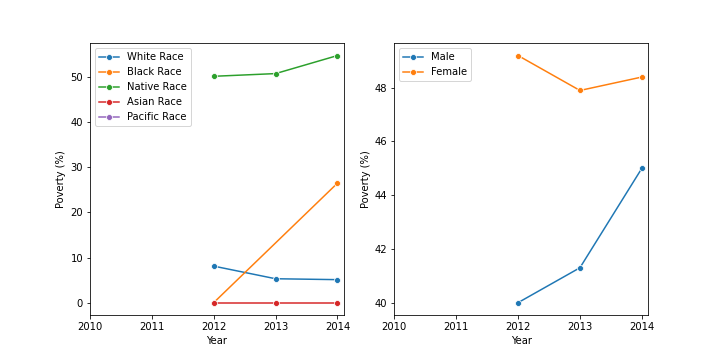 White Race
Black Race
Native Race
Asian Race
Pacific Race
50
40
30
20
10
0
Poverty (%)
2010 2011 2012 2013 2014
Year
Male
Female
48
46
44
42
40
Poverty (%)
2010 2011 2012 2013 2014
Year